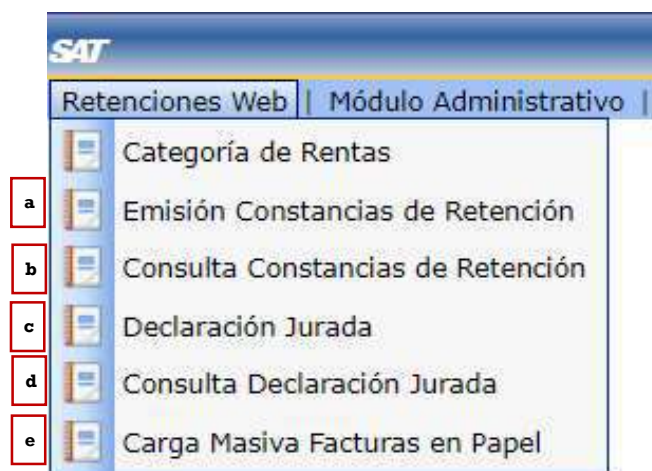 SAT
Retenciones Web | Módulo Administrativo |
Categoría de Rentas
a Emisión Constancias de Retención
b Consulta Constancias de Retención
c Declaración Jurada
d Consulta Declaración Jurada
e Carga Masiva Facturas en Papel